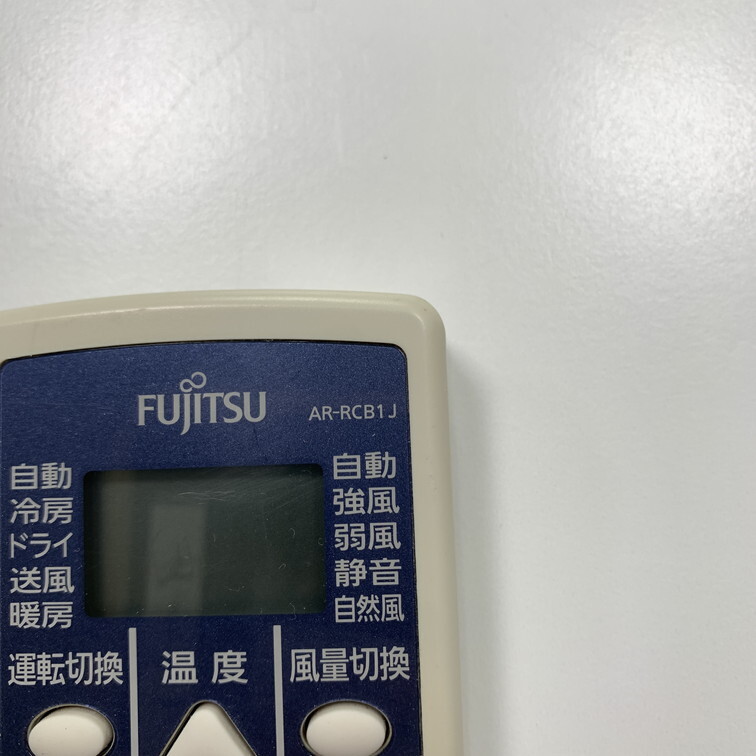 FUJITSU AR-RCB1J
自動
冷房
ドライ
送風
暖房
自動
強風
弱風
静音
自然風
運転切換 温度 風量切換